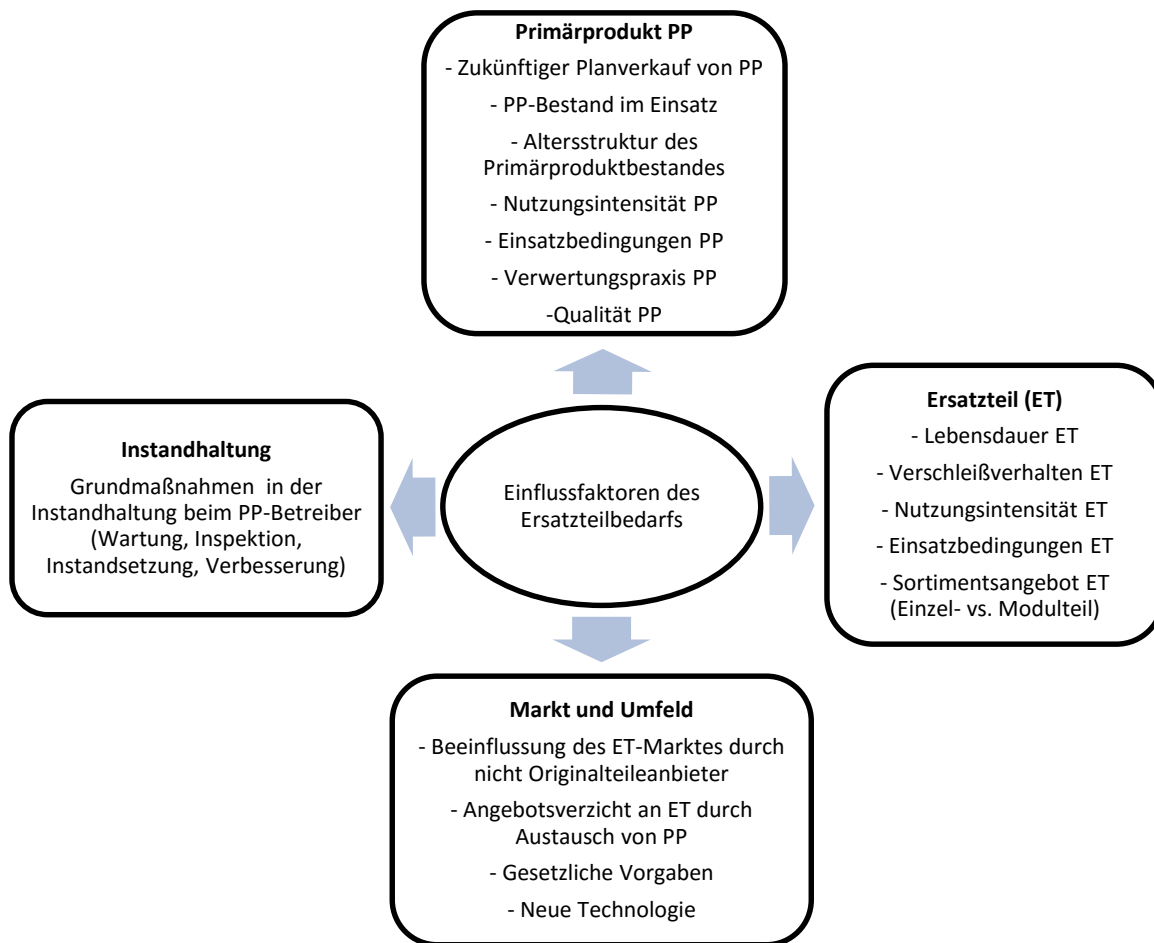 Primärprodukt PP
- Zukünftiger Planverkauf von PP
- PP-Bestand im Einsatz
- Altersstruktur des
Primärproduktbestandes
- Nutzungsintensität PP
- Einsatzbedingungen PP
- Verwertungspraxis PP
-Qualität PP
Instandhaltung
Grundmaßnahmen in der
Instandhaltung beim PP-Betreiber
(Wartung, Inspektion,
Instandsetzung, Verbesserung)
Einflussfaktoren des
Ersatzteilbedarfs
Ersatzteil (ET)
- Lebensdauer ET
- Verschleißverhalten ET
- Nutzungsintensität ET
- Einsatzbedingungen ET
- Sortimentsangebot ET
(Einzel- vs. Modulteil)
Markt und Umfeld
- Beeinflussung des ET-Marktes durch
nicht Originalteileanbieter
- Angebotsverzicht an ET durch
Austausch von PP
- Gesetzliche Vorgaben
- Neue Technologie